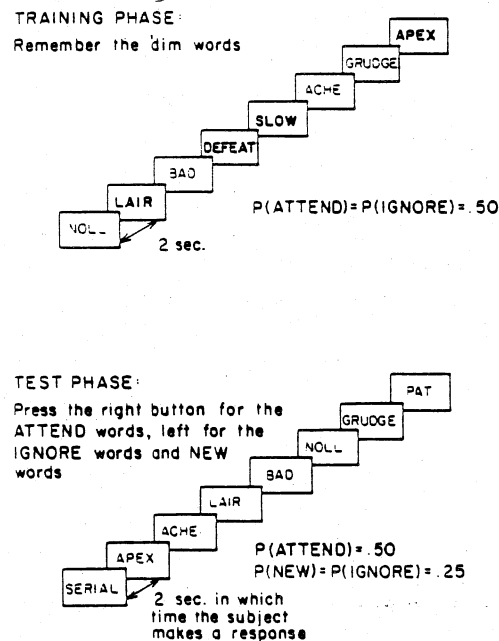 TRAINING PHASE:
Remember the dim words
APEX
GRUDGE
ACHE
SLOW
DEFEAT
BAD
LAIR
NOLL
P(ATTEND)=P(IGNORE)=.50
2 sec.
TEST PHASE:
Press the right button for the
ATTEND words, left for the
IGNORE words and NEW
words
PAT
GRUDGE
NOLL
BAD
LAIR
ACHE
APEX
SERIAL
P(ATTEND)=.50
P(NEW)=P(IGNORE)=.25
2 sec. in which
time the subject
makes a response